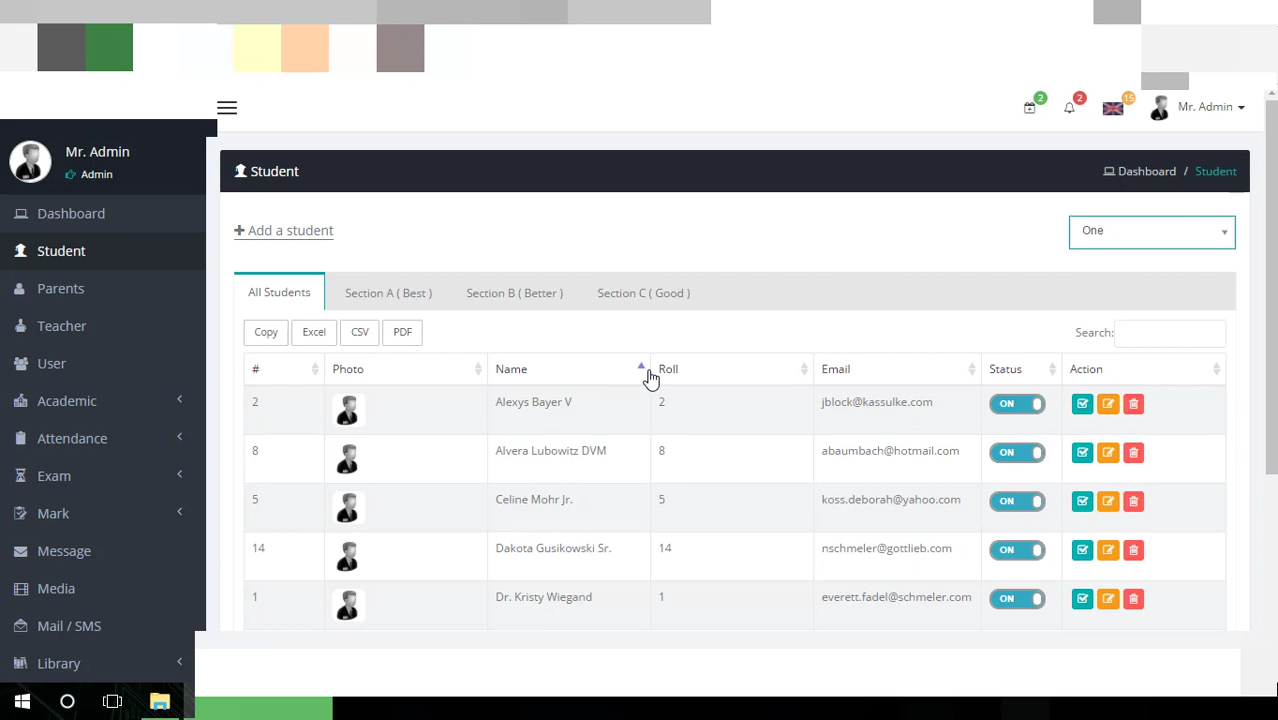 2 2 15 Mr. Admin
Mr. Admin
Admin
Student Dashboard / Student
Dashboard
Student
Parents
Teacher
User
Academic
Attendance
Exam
Mark
Message
Media
Mail / SMS
Library
+ Add a student One
All Students Section A ( Best ) Section B ( Better ) Section C ( Good )
Copy Excel CSV PDF Search:
# Photo Name Roll Email Status Action
2 Alexys Bayer V 2 jblock@kassulke.com ON
8 Alvera Lubowitz DVM 8 abaumbach@hotmail.com ON
5 Celine Mohr Jr. 5 koss.deborah@yahoo.com ON
14 Dakota Gusikowski Sr. 14 nschmeler@gottlieb.com ON
1 Dr. Kristy Wiegand 1 everett.fadel@schmeler.com ON